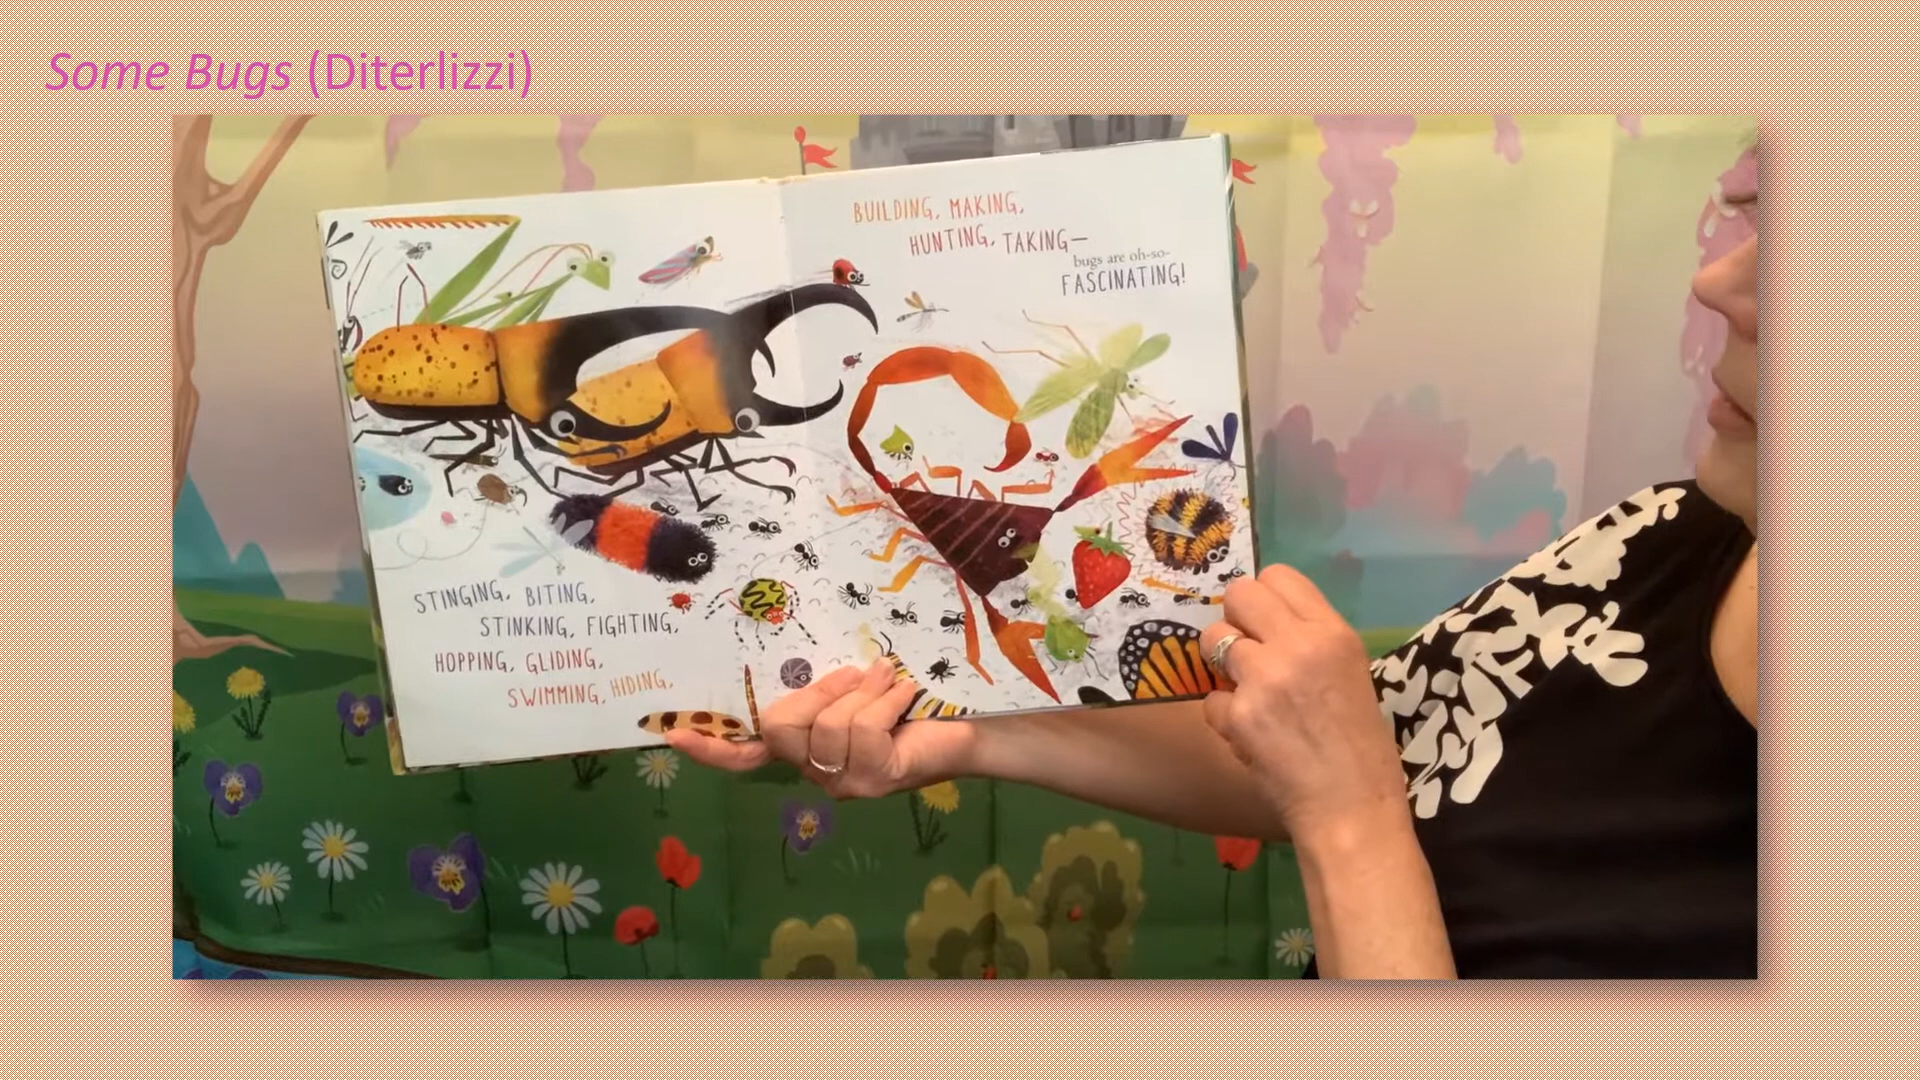 Some Bugs (Diterlizzi)
STINGING, BITING,
STINKING, FIGHTING,
HOPPING, GLIDING,
SWIMMING, HIDING,
BUILDING, MAKING,
HUNTING, TAKING—
bugs are oh-so-
FASCINATING!